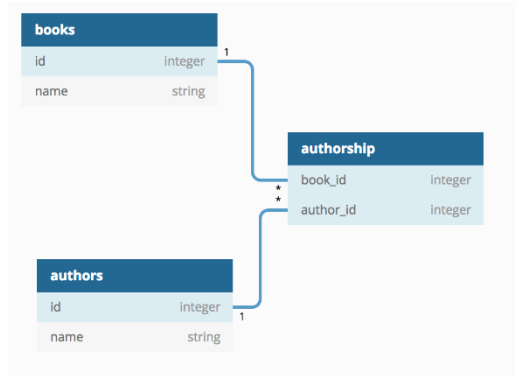 books
id integer
name string
1
authorship
book_id integer
author_id integer
*
*
authors
id integer
name string
1